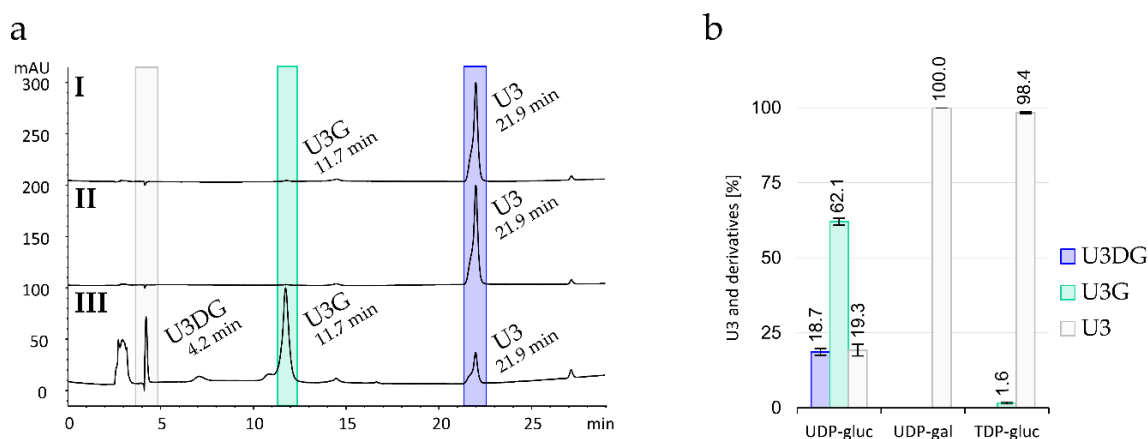 a
mAU
I
300
250
U3G
11.7 min
U3
21.9 min
II
200
150
U3
21.9 min
III
100
50
0
U3DG
4.2 min
U3G
11.7 min
U3
21.9 min
0 5 10 15 20 25 min
b
U3 and derivatives [%]
100
75
50
25
0
18.7
62.1
19.3
100.0
1.6
98.4
UDP-gluc UDP-gal TDP-gluc
U3DG
U3G
U3